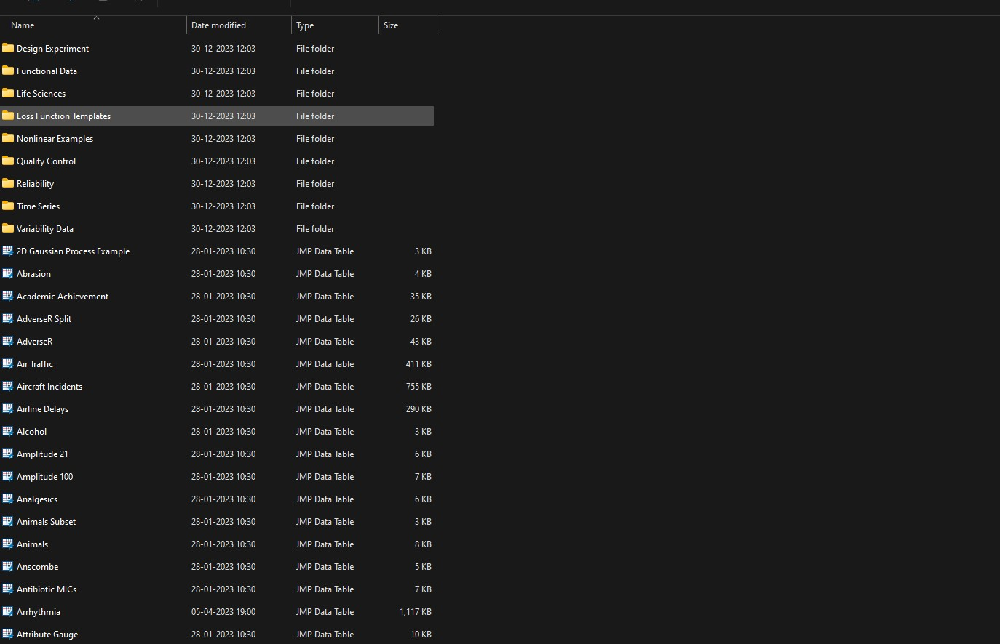 Name Date modified Type Size
Design Experiment 30-12-2023 12:03 File folder
Functional Data 30-12-2023 12:03 File folder
Life Sciences 30-12-2023 12:03 File folder
Loss Function Templates 30-12-2023 12:03 File folder
Nonlinear Examples 30-12-2023 12:03 File folder
Quality Control 30-12-2023 12:03 File folder
Reliability 30-12-2023 12:03 File folder
Time Series 30-12-2023 12:03 File folder
Variability Data 30-12-2023 12:03 File folder
2D Gaussian Process Example 28-01-2023 10:30 JMP Data Table 3 KB
Abrasion 28-01-2023 10:30 JMP Data Table 4 KB
Academic Achievement 28-01-2023 10:30 JMP Data Table 35 KB
AdverseR Split 28-01-2023 10:30 JMP Data Table 26 KB
AdverseR 28-01-2023 10:30 JMP Data Table 43 KB
Air Traffic 28-01-2023 10:30 JMP Data Table 411 KB
Aircraft Incidents 28-01-2023 10:30 JMP Data Table 755 KB
Airline Delays 28-01-2023 10:30 JMP Data Table 290 KB
Alcohol 28-01-2023 10:30 JMP Data Table 3 KB
Amplitude 21 28-01-2023 10:30 JMP Data Table 6 KB
Amplitude 100 28-01-2023 10:30 JMP Data Table 7 KB
Analgesics 28-01-2023 10:30 JMP Data Table 6 KB
Animals Subset 28-01-2023 10:30 JMP Data Table 3 KB
Animals 28-01-2023 10:30 JMP Data Table 8 KB
Anscombe 28-01-2023 10:30 JMP Data Table 5 KB
Antibiotic MICs 28-01-2023 10:30 JMP Data Table 7 KB
Arrhythmia 05-04-2023 19:00 JMP Data Table 1,117 KB
Attribute Gauge 28-01-2023 10:30 JMP Data Table 10 KB